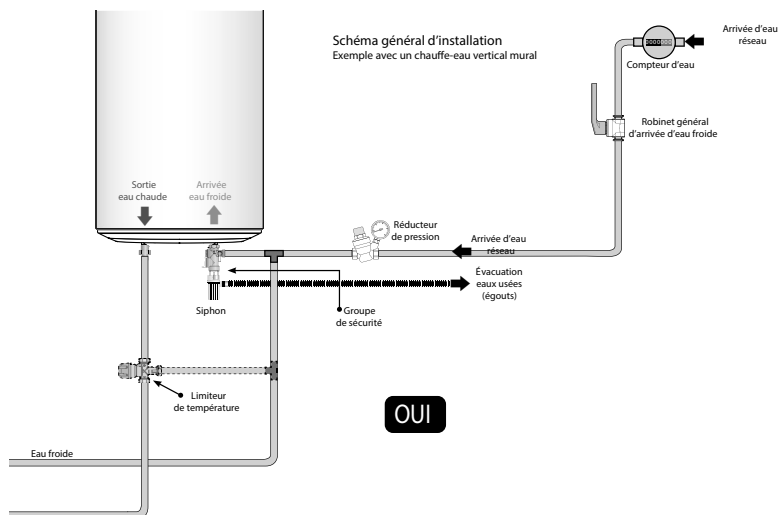 Schéma général d'installation
Exemple avec un chauffe-eau vertical mural
Arrivée d'eau
réseau
Compteur d'eau
Robinet général
d'arrivée d'eau froide
Sortie
eau chaude
Arrivée
eau froide
Réducteur
de pression
Arrivée d'eau
réseau
Évacuation
eaux usées
(égouts)
Siphon
Groupe
de sécurité
Limiteur
de température
OUI
Eau froide